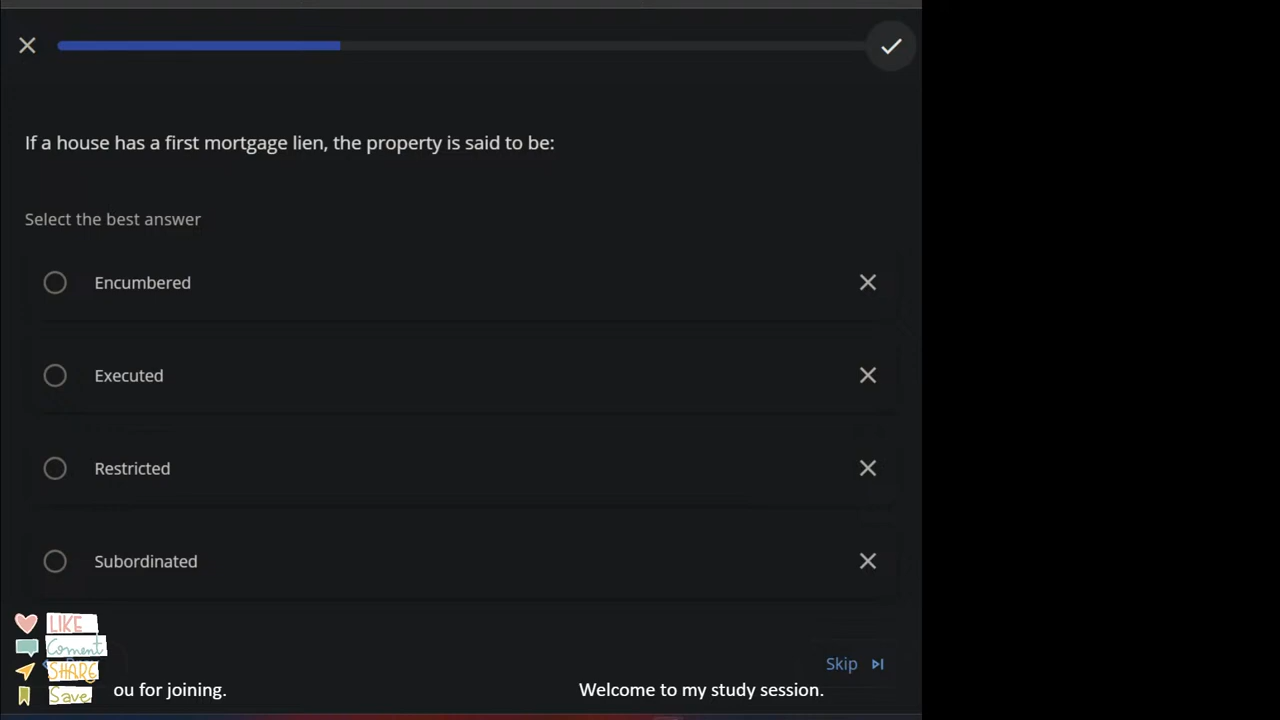 If a house has a first mortgage lien, the property is said to be:
Select the best answer
Encumbered
Executed
Restricted
Subordinated
LIKE
Coment
SHARE
Save
Skip
ou for joining.
Welcome to my study session.